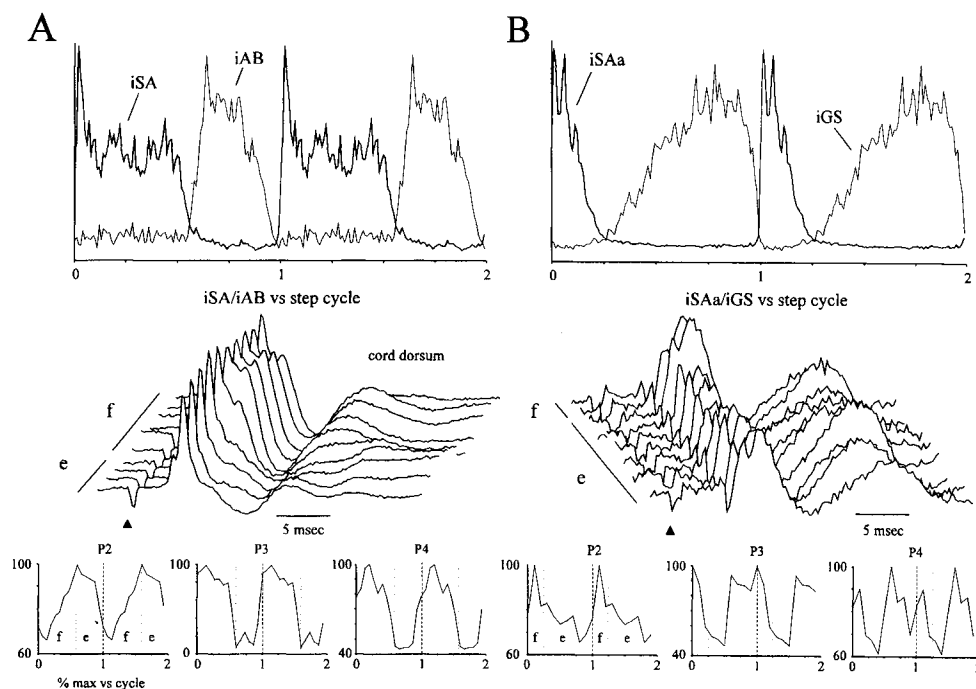 A
iSA
iAB
0 1 2
iSA/iAB vs step cycle
cord dorsum
f
e
5 msec
P2
100
60
f e f e
0 1 2
% max vs cycle
P3
100
0
0 1 2
P4
100
40
0 1 2
B
iSAa
iGS
0 1 2
iSAa/iGS vs step cycle
f
e
5 msec
P2
100
60
f e f e
0 1 2
P3
100
40
0 1 2
P4
100
60
0 1 2